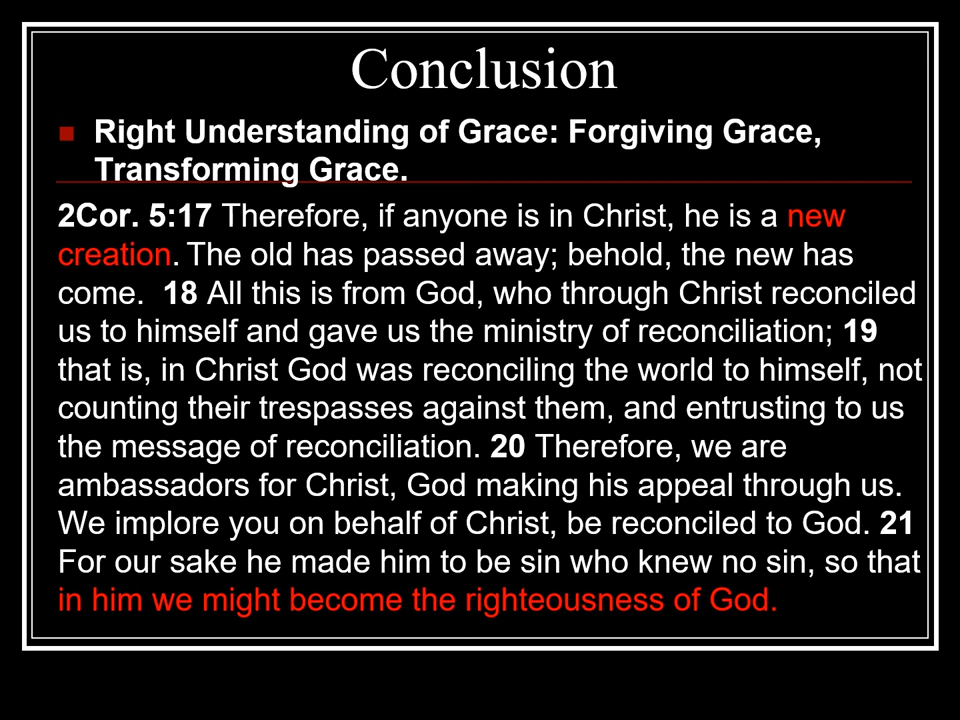 Conclusion
Right Understanding of Grace: Forgiving Grace,
Transforming Grace.
2Cor. 5:17 Therefore, if anyone is in Christ, he is a new
creation. The old has passed away; behold, the new has
come. 18 All this is from God, who through Christ reconciled
us to himself and gave us the ministry of reconciliation; 19
that is, in Christ God was reconciling the world to himself, not
counting their trespasses against them, and entrusting to us
the message of reconciliation. 20 Therefore, we are
ambassadors for Christ, God making his appeal through us.
We implore you on behalf of Christ, be reconciled to God. 21
For our sake he made him to be sin who knew no sin, so that
in him we might become the righteousness of God.